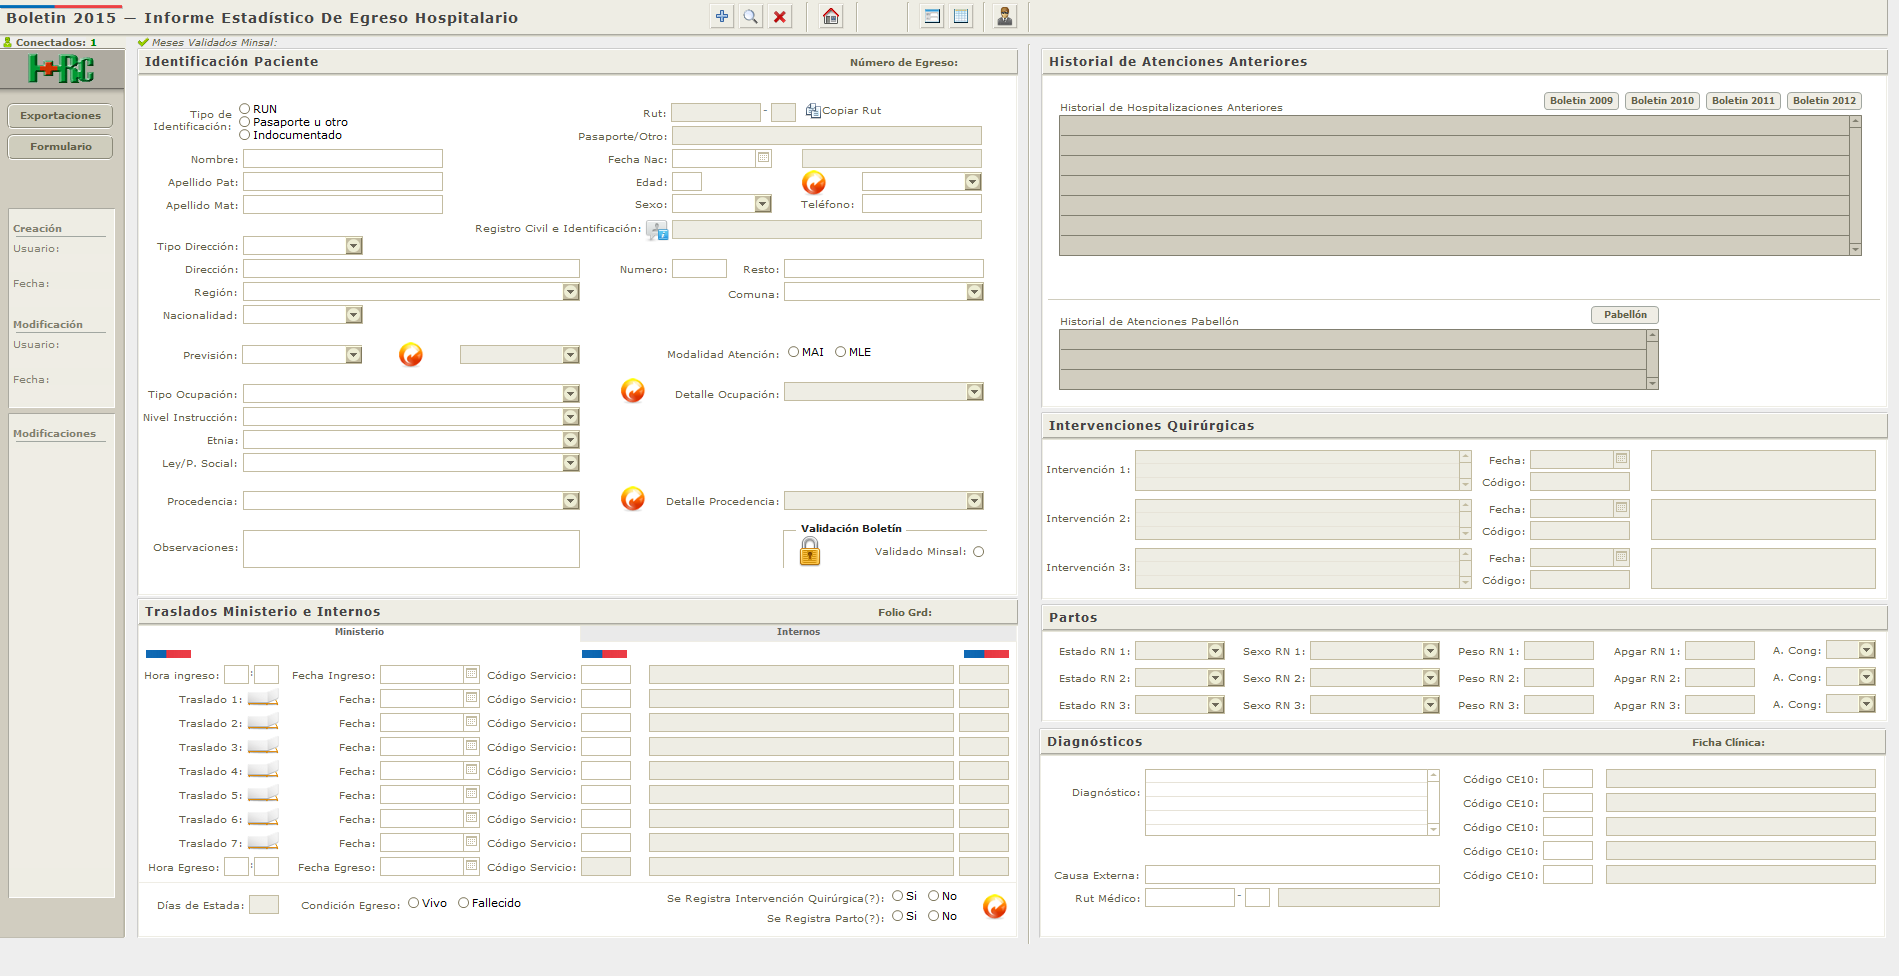 Boletin 2015 — Informe Estadístico De Egreso Hospitalario
Conectados: 1
Meses Validados Minsal:
Exportaciones
Formulario
Creación
Usuario:
Fecha:
Modificación
Usuario:
Fecha:
Modificaciones
Identificación Paciente
Número de Egreso:
Tipo de Identificación:
RUN
Pasaporte u otro
Indocumentado
Rut: -
Copiar Rut
Pasaporte/Otro:
Nombre:
Fecha Nac:
Apellido Pat:
Edad:
Apellido Mat:
Sexo:
Teléfono:
Registro Civil e Identificación:
Tipo Dirección:
Dirección:
Numero:
Resto:
Región:
Comuna:
Nacionalidad:
Previsión:
Modalidad Atención:
MAI
MLE
Tipo Ocupación:
Detalle Ocupación:
Nivel Instrucción:
Etnia:
Ley/P. Social:
Procedencia:
Detalle Procedencia:
Observaciones:
Validación Boletín
Validado Minsal:
Traslados Ministerio e Internos
Folio Grd:
Ministerio
Internos
Hora ingreso: : Fecha Ingreso: Código Servicio:
Traslado 1: Fecha: Código Servicio:
Traslado 2: Fecha: Código Servicio:
Traslado 3: Fecha: Código Servicio:
Traslado 4: Fecha: Código Servicio:
Traslado 5: Fecha: Código Servicio:
Traslado 6: Fecha: Código Servicio:
Traslado 7: Fecha: Código Servicio:
Hora Egreso: : Fecha Egreso: Código Servicio:
Días de Estada:
Condición Egreso: Vivo Fallecido
Se Registra Intervención Quirúrgica(?): Si No
Se Registra Parto(?): Si No
Historial de Atenciones Anteriores
Historial de Hospitalizaciones Anteriores
Boletin 2009
Boletin 2010
Boletin 2011
Boletin 2012
Historial de Atenciones Pabellón
Pabellón
Intervenciones Quirúrgicas
Intervención 1: Fecha:
Código:
Intervención 2: Fecha:
Código:
Intervención 3: Fecha:
Código:
Partos
Estado RN 1: Sexo RN 1: Peso RN 1: Apgar RN 1: A. Cong:
Estado RN 2: Sexo RN 2: Peso RN 2: Apgar RN 2: A. Cong:
Estado RN 3: Sexo RN 3: Peso RN 3: Apgar RN 3: A. Cong:
Diagnósticos
Ficha Clínica:
Diagnóstico:
Código CE10:
Código CE10:
Código CE10:
Código CE10:
Causa Externa:
Código CE10:
Rut Médico: -